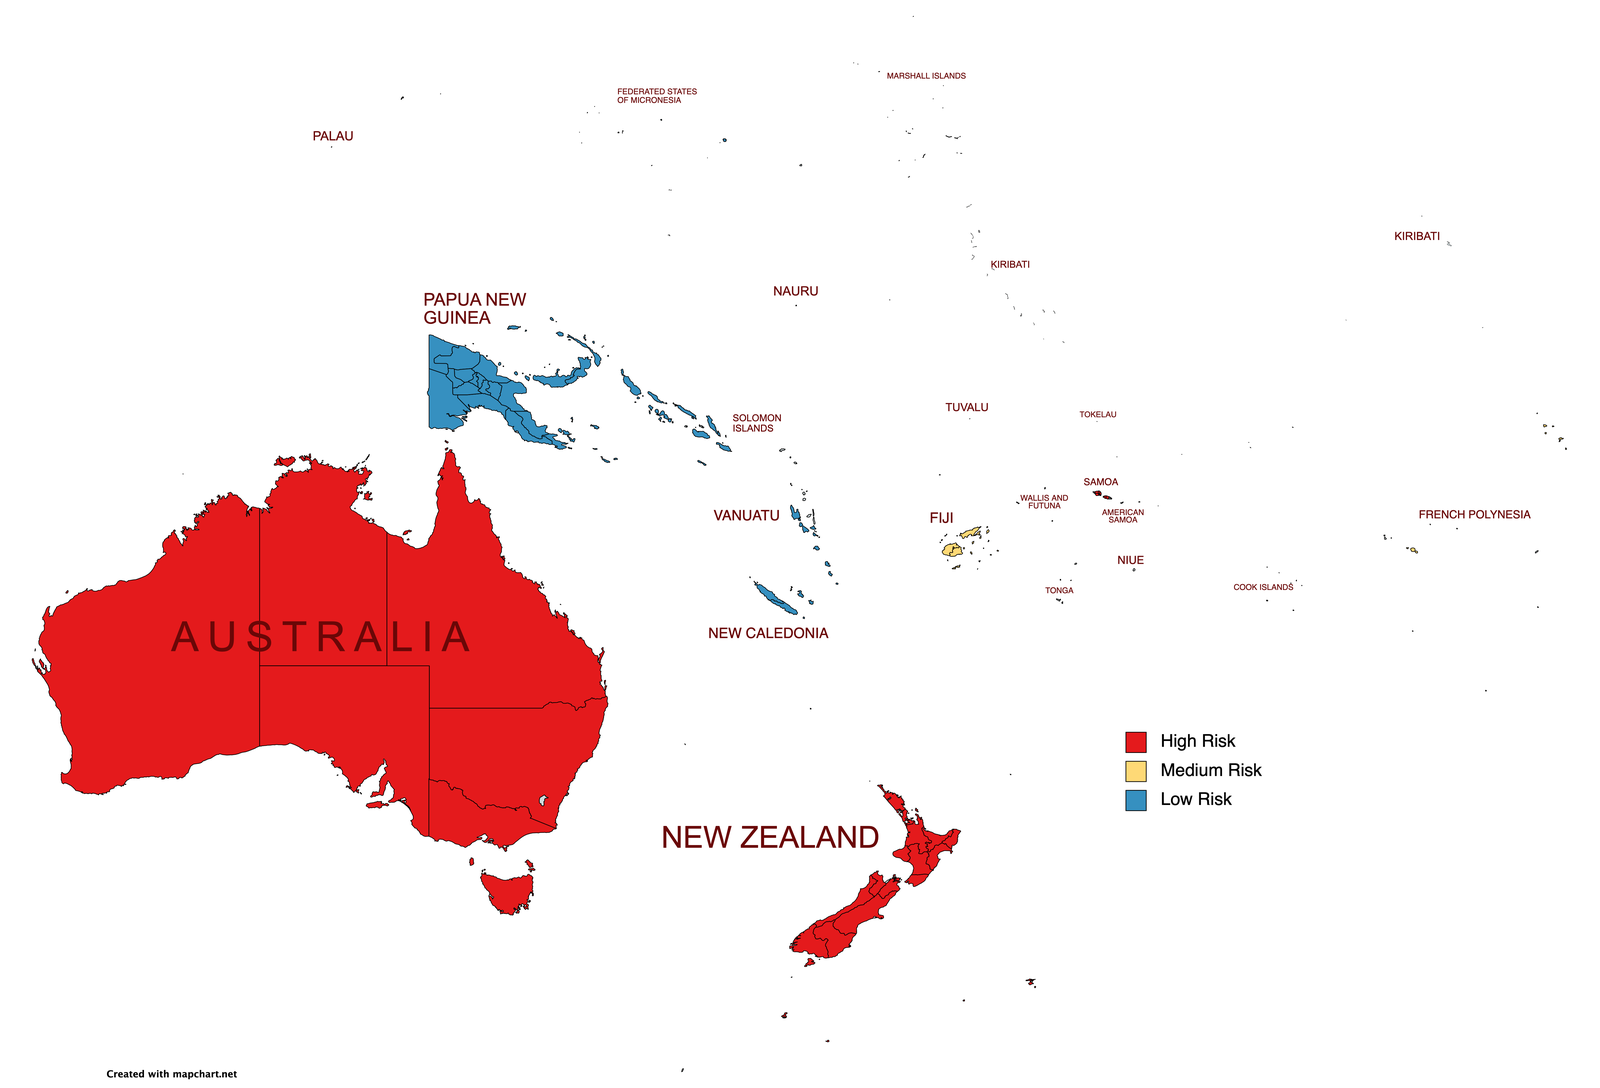 MARSHALL ISLANDS
FEDERATED STATES
OF MICRONESIA
PALAU
KIRIBATI
KIRIBATI
NAURU
PAPUA NEW
GUINEA
TUVALU
TOKELAU
SOLOMON
ISLANDS
SAMOA
WALLIS AND
FUTUNA
AMERICAN
SAMOA
VANUATU
FIJI
FRENCH POLYNESIA
NIUE
TONGA
COOK ISLANDS
NEW CALEDONIA
AUSTRALIA
High Risk
Medium Risk
Low Risk
NEW ZEALAND
Created with mapchart.net